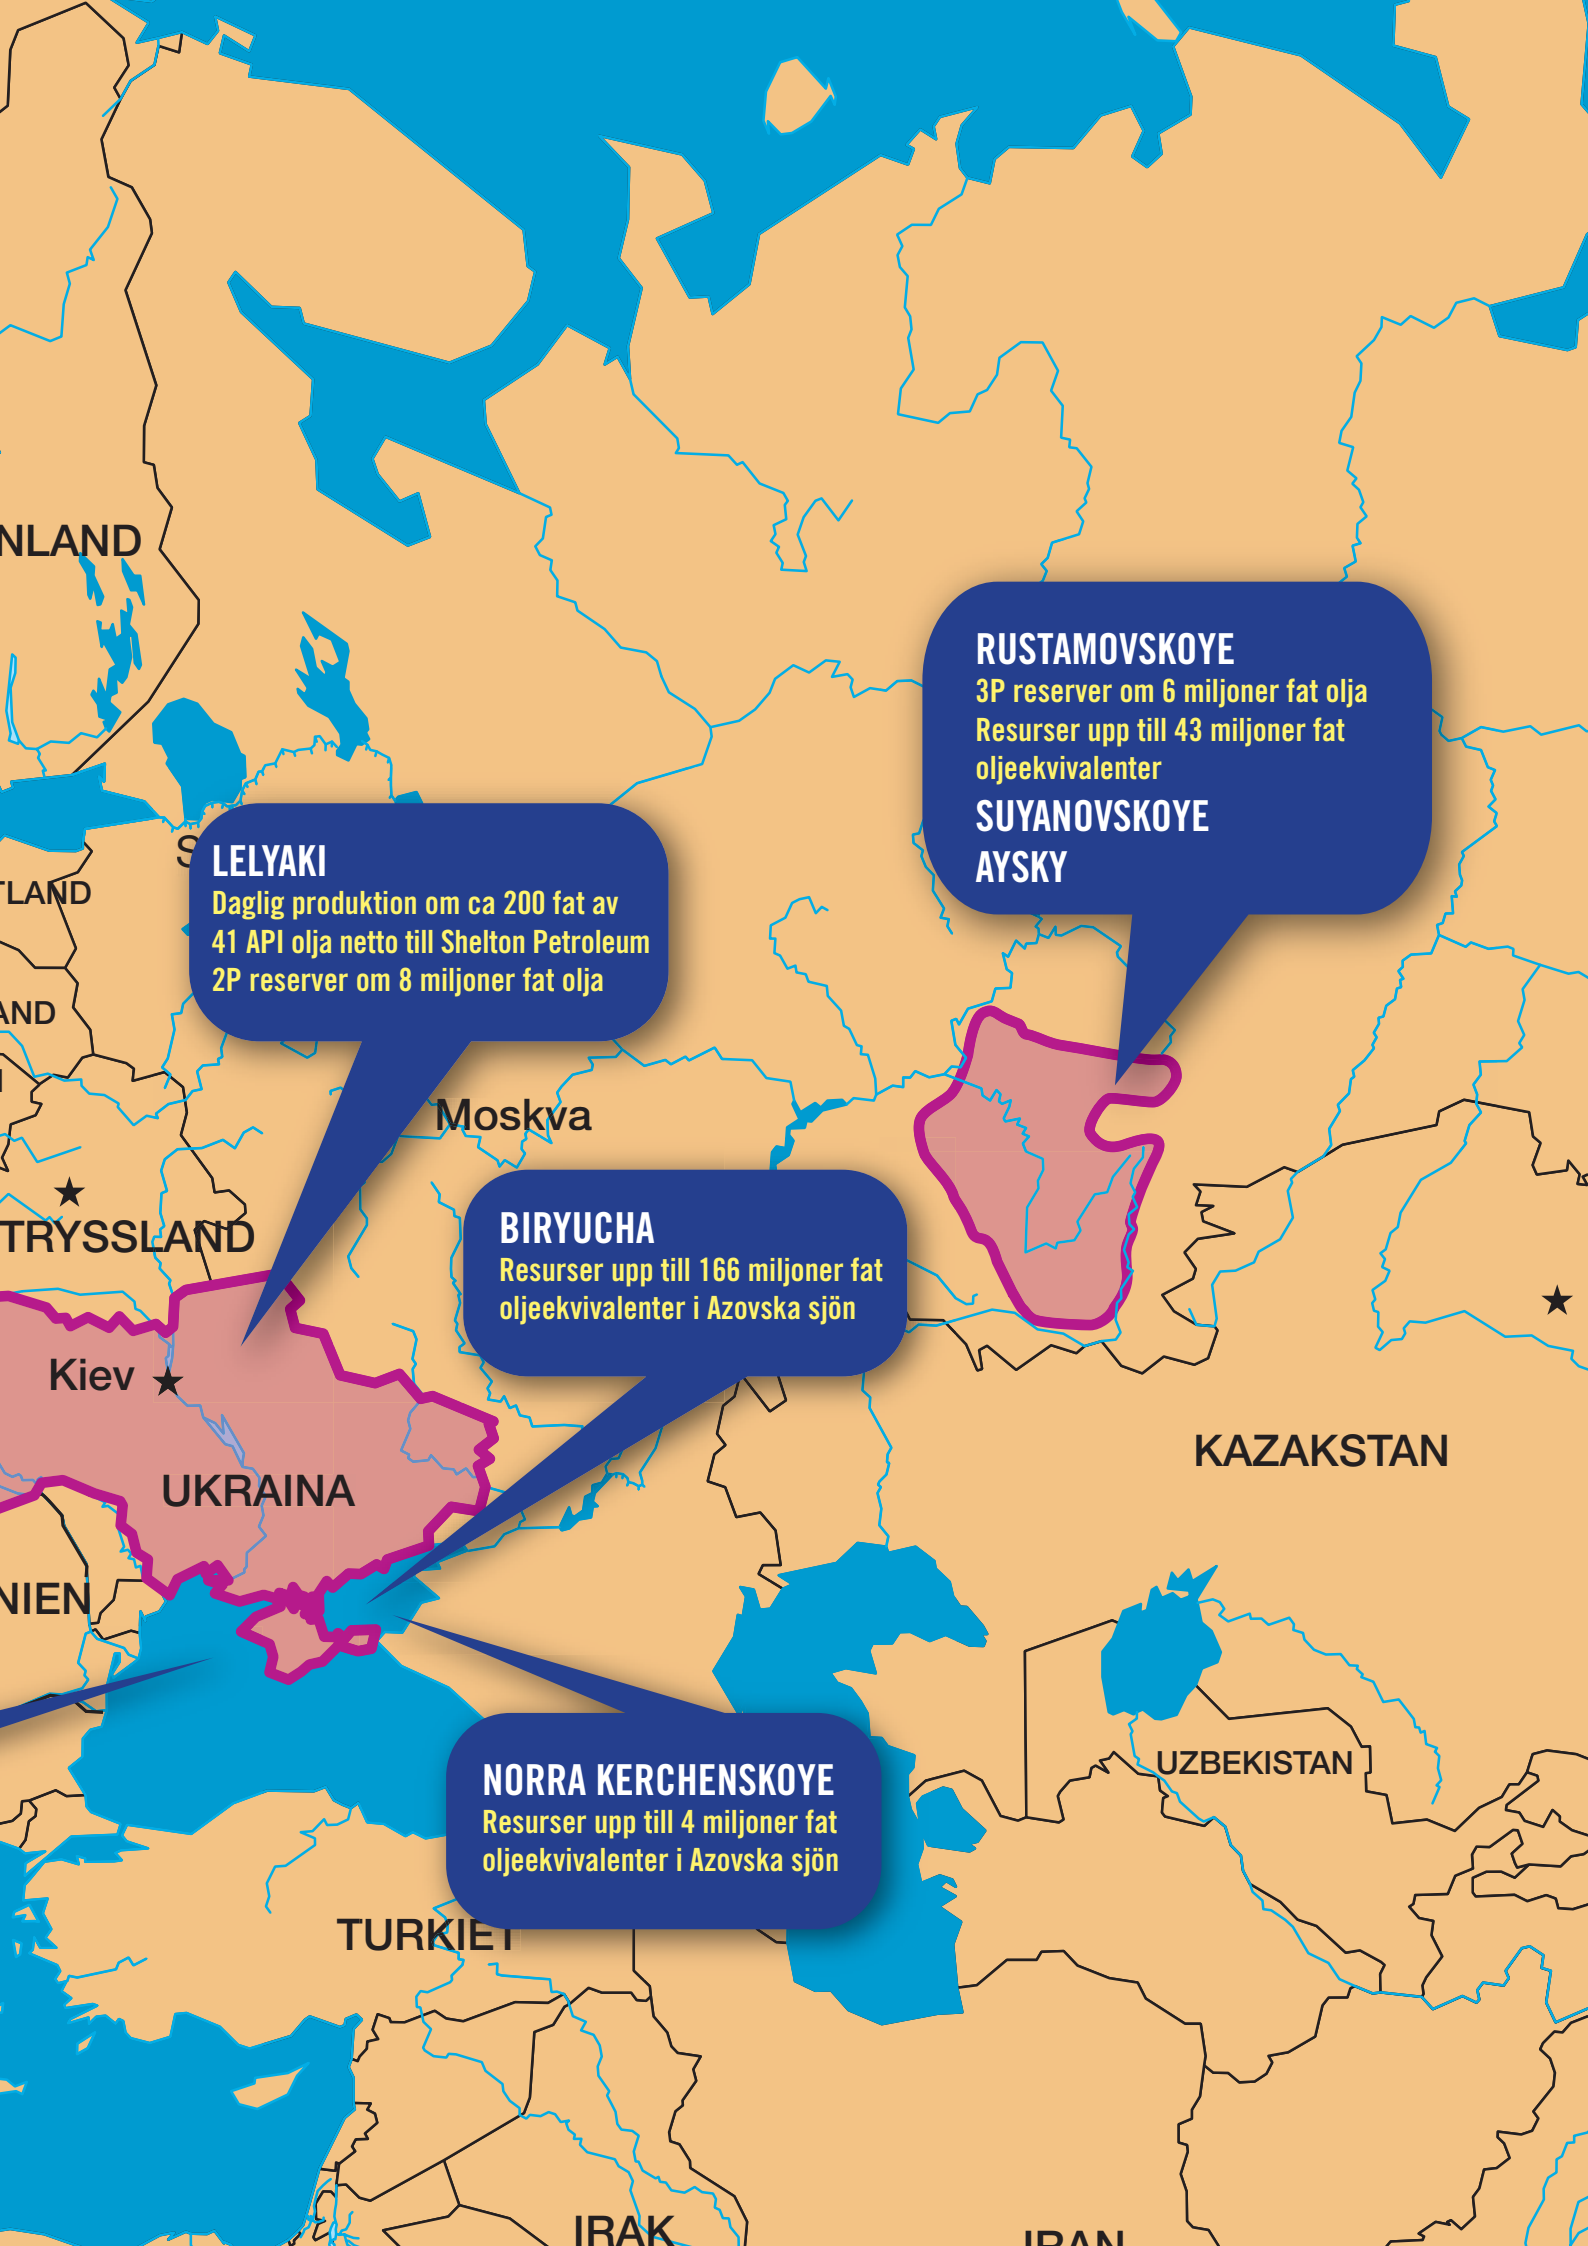 NLAND
RUSTAMOVSKOYE
3P reserver om 6 miljoner fat olja
Resurser upp till 43 miljoner fat
oljeekvivalenter
SUYANOVSKOYE
AYSKY
S
LELYAKI
Daglig produktion om ca 200 fat av
41 API olja netto till Shelton Petroleum
2P reserver om 8 miljoner fat olja
TLAND
AND
Moskva
TRYSSLAND
BIRYUCHA
Resurser upp till 166 miljoner fat
oljeekvivalenter i Azovska sjön
Kiev
UKRAINA
KAZAKSTAN
NIEN
UZBEKISTAN
NORRA KERCHENSKOYE
Resurser upp till 4 miljoner fat
oljeekvivalenter i Azovska sjön
TURKIET
IRAK
IRAN